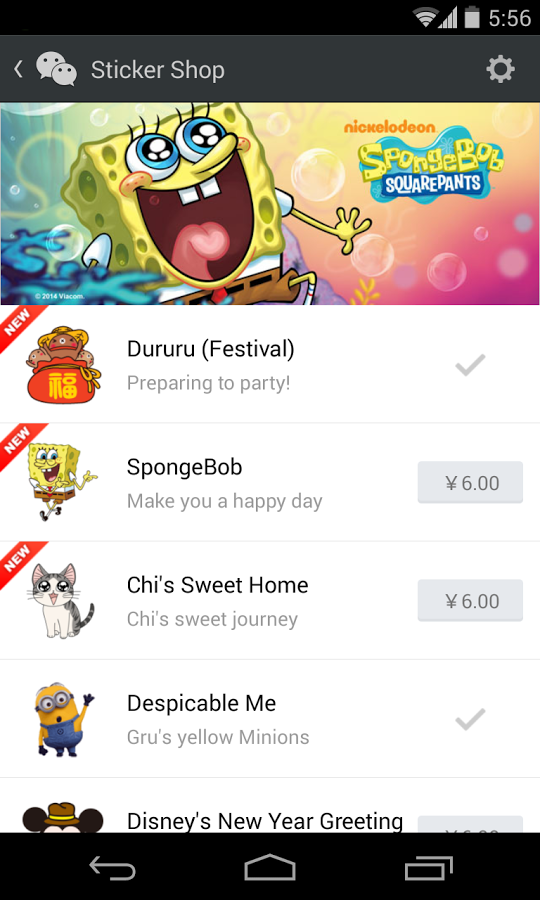 5:56
Sticker Shop
nickelodeon
SpongeBob
SQUAREPANTS
© 2014 Viacom.
NEW
福
Dururu (Festival)
Preparing to party!
NEW
SpongeBob
Make you a happy day
¥6.00
NEW
Chi's Sweet Home
Chi's sweet journey
¥6.00
Despicable Me
Gru's yellow Minions
Disney's New Year Greeting